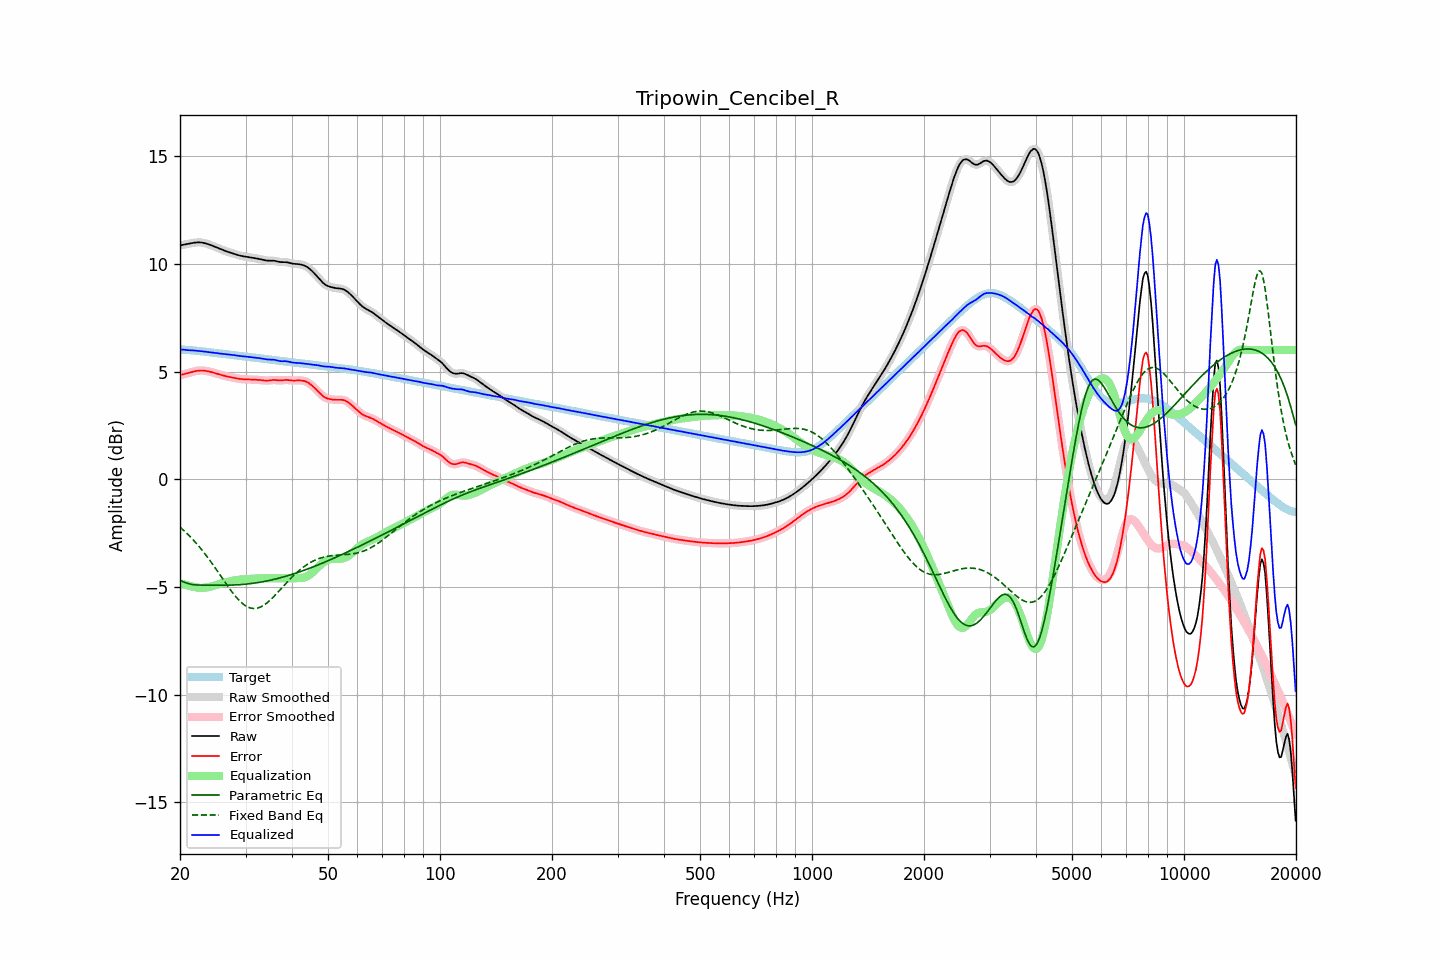 Tripowin_Cencibel_R
Amplitude (dBr)
15
10
5
0
−5
−10
−15
Target
Raw Smoothed
Error Smoothed
Raw
Error
Equalization
Parametric Eq
Fixed Band Eq
Equalized
20 50 100 200 500 1000 2000 5000 10000 20000
Frequency (Hz)